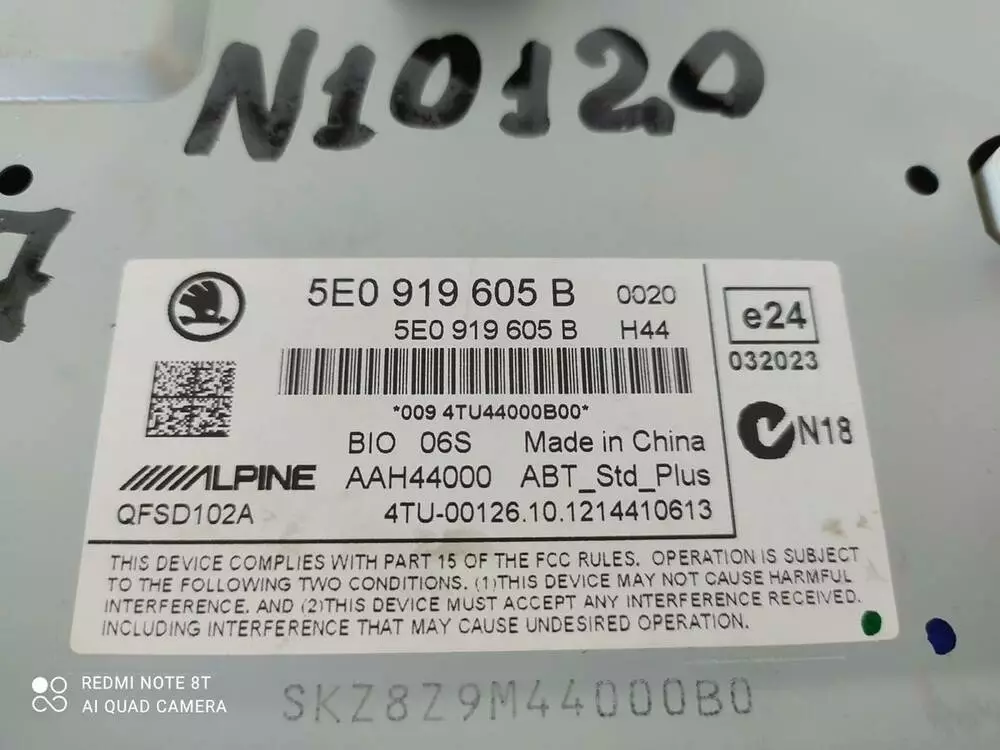 N10120
7
5E0 919 605 B 0020
5E0 919 605 B H44
e24
032023
*009 4TU44000B00*
N18
BIO 06S Made in China
ALPINE AAH44000 ABT_Std_Plus
QFSD102A 4TU-00126.10.1214410613
THIS DEVICE COMPLIES WITH PART 15 OF THE FCC RULES. OPERATION IS SUBJECT
TO THE FOLLOWING TWO CONDITIONS. (1)THIS DEVICE MAY NOT CAUSE HARMFUL
INTERFERENCE. AND (2)THIS DEVICE MUST ACCEPT ANY INTERFERENCE RECEIVED.
INCLUDING INTERFERENCE THAT MAY CAUSE UNDESIRED OPERATION.
SKZ8Z9M44000B0
REDMI NOTE 8T
AI QUAD CAMERA